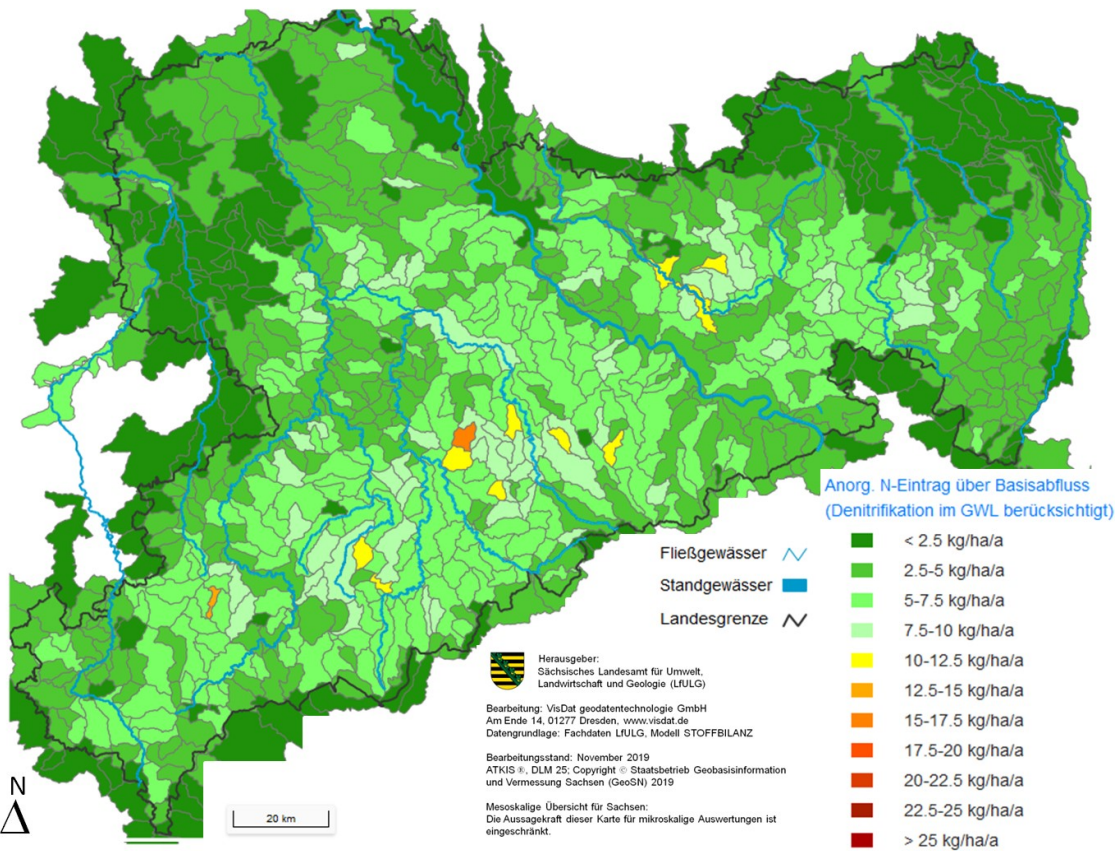 Anorg. N-Eintrag über Basisabfluss
(Denitrifikation im GWL berücksichtigt)
< 2.5 kg/ha/a
2.5-5 kg/ha/a
5-7.5 kg/ha/a
7.5-10 kg/ha/a
10-12.5 kg/ha/a
12.5-15 kg/ha/a
15-17.5 kg/ha/a
17.5-20 kg/ha/a
20-22.5 kg/ha/a
22.5-25 kg/ha/a
> 25 kg/ha/a
Fließgewässer
Standgewässer
Landesgrenze
Herausgeber:
Sächsisches Landesamt für Umwelt,
Landwirtschaft und Geologie (LfULG)
Bearbeitung: VisDat geodatentechnologie GmbH
Am Ende 14, 01277 Dresden, www.visdat.de
Datengrundlage: Fachdaten LfULG, Modell STOFFBILANZ
Bearbeitungsstand: November 2019
ATKIS ®, DLM 25; Copyright © Staatsbetrieb Geobasisinformation
und Vermessung Sachsen (GeoSN) 2019
Mesoskalige Übersicht für Sachsen:
Die Aussagekraft dieser Karte für mikroskalige Auswertungen ist
eingeschränkt.
N
20 km